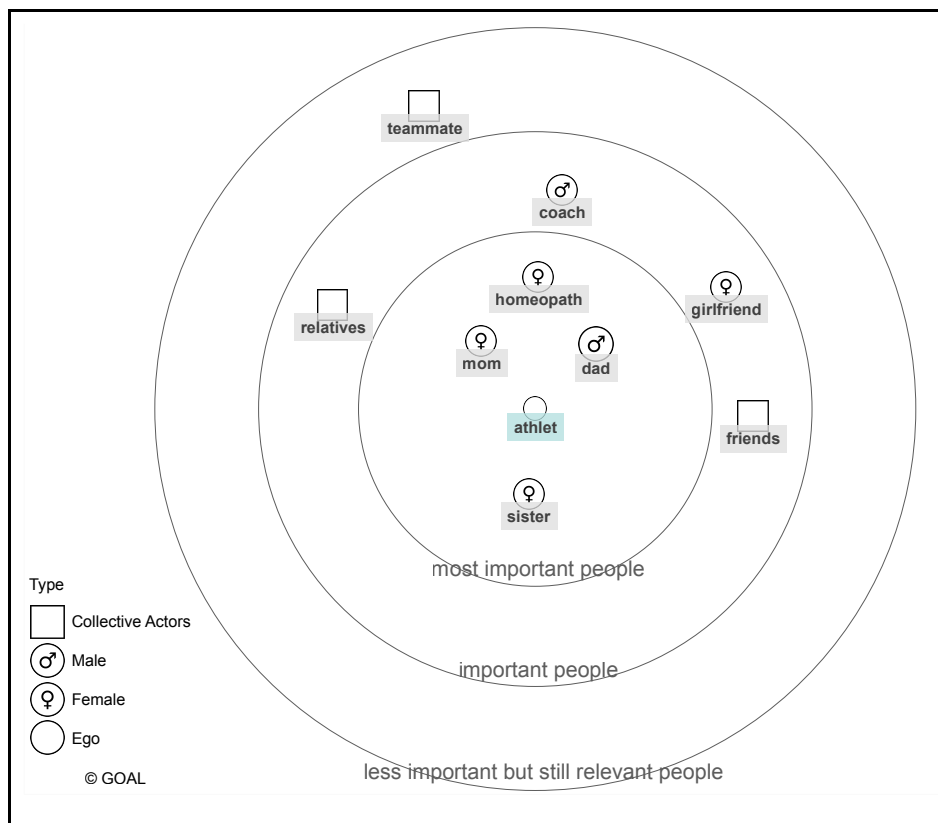 teammate
coach
homeopath
girlfriend
relatives
mom
dad
athlet
friends
sister
most important people
important people
less important but still relevant people
Type
Collective Actors
Male
Female
Ego
© GOAL